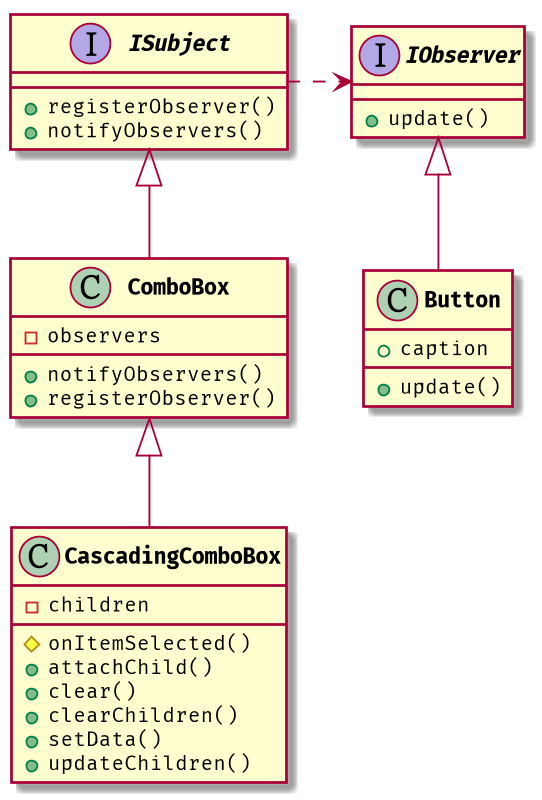 I ISubject
registerObserver()
notifyObservers()
I IObserver
update()
C ComboBox
observers
notifyObservers()
registerObserver()
C Button
caption
update()
C CascadingComboBox
children
onItemSelected()
attachChild()
clear()
clearChildren()
setData()
updateChildren()